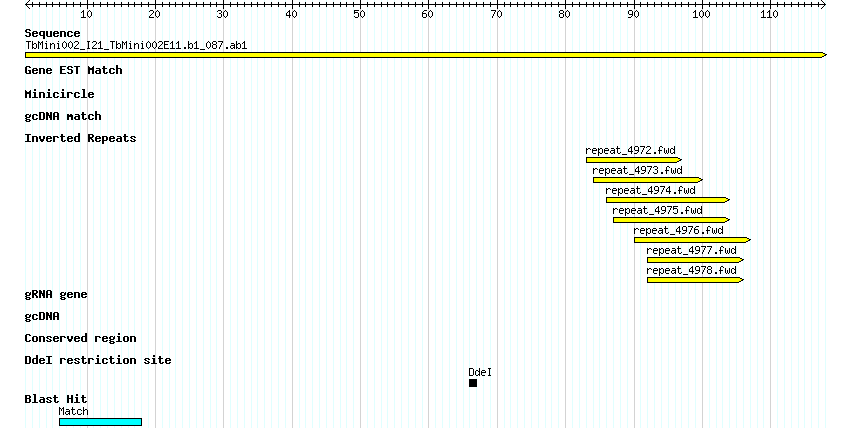 10 20 30 40 50 60 70 80 90 100 110
Sequence
TbMini002_I21_TbMini002E11.b1_087.ab1
Gene EST Match
Minicircle
gcDNA match
Inverted Repeats
repeat_4972.fwd
repeat_4973.fwd
repeat_4974.fwd
repeat_4975.fwd
repeat_4976.fwd
repeat_4977.fwd
repeat_4978.fwd
gRNA gene
gcDNA
Conserved region
DdeI restriction site
DdeI
Blast Hit
Match